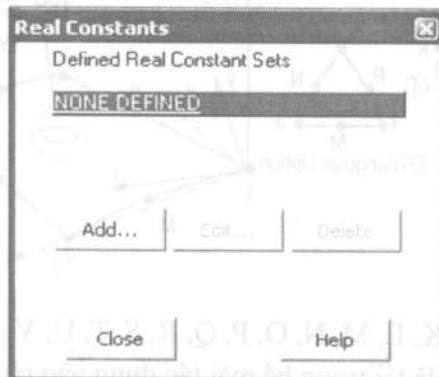 Real Constants
Defined Real Constant Sets
NONE DEFINED
Add... Edit... Delete
Close Help